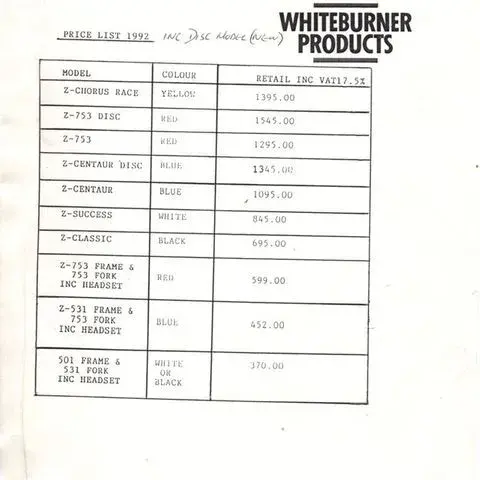 WHITEBURNER
PRODUCTS
PRICE LIST 1992 INC DISC MODEL (NEW)
MODEL COLOUR RETAIL INC VAT17.5%
Z-CHORUS RACE YELLOW 1395.00
Z-753 DISC RED 1545.00
Z-753 RED 1295.00
Z-CENTAUR DISC BLUE 1345.00
Z-CENTAUR BLUE 1095.00
Z-SUCCESS WHITE 845.00
Z-CLASSIC BLACK 695.00
Z-753 FRAME &
753 FORK RED 599.00
INC HEADSET
Z-531 FRAME &
753 FORK BLUE 452.00
INC HEADSET
501 FRAME & WHITE 370.00
531 FORK OR
INC HEADSET BLACK